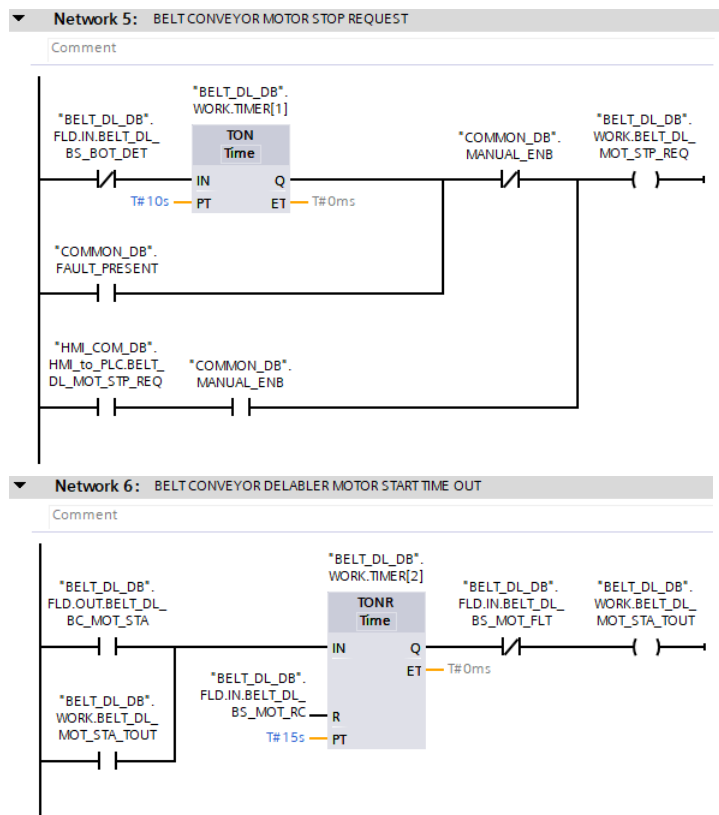 Network 5: BELT CONVEYOR MOTOR STOP REQUEST
Comment
"BELT_DL_DB".
WORK.TIMER[1]
"BELT_DL_DB".
FLD.IN.BELT_DL_
BS_BOT_DET
TON
Time
"COMMON_DB".
MANUAL_ENB
"BELT_DL_DB".
WORK.BELT_DL_
MOT_STP_REQ
IN Q
T#10s PT ET T#0ms
"COMMON_DB".
FAULT_PRESENT
"HMI_COM_DB".
HMI_to_PLC.BELT_
DL_MOT_STP_REQ
"COMMON_DB".
MANUAL_ENB
Network 6: BELT CONVEYOR DELABLER MOTOR START TIME OUT
Comment
"BELT_DL_DB".
WORK.TIMER[2]
"BELT_DL_DB".
FLD.OUT.BELT_DL_
BC_MOT_STA
TONR
Time
"BELT_DL_DB".
FLD.IN.BELT_DL_
BS_MOT_FLT
"BELT_DL_DB".
WORK.BELT_DL_
MOT_STA_TOUT
IN Q
ET T#0ms
"BELT_DL_DB".
FLD.IN.BELT_DL_
BS_MOT_RC R
T#15s PT
"BELT_DL_DB".
WORK.BELT_DL_
MOT_STA_TOUT